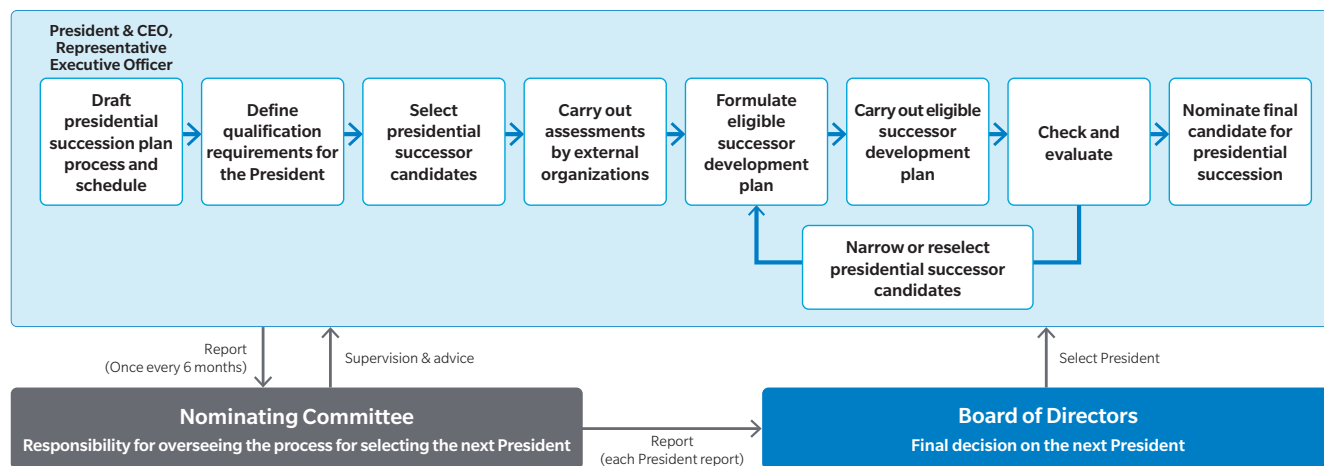 President & CEO,
Representative
Executive Officer
Draft
presidential
succession plan
process and
schedule
Define
qualification
requirements for
the President
Select
presidential
successor
candidates
Carry out
assessments
by external
organizations
Formulate
eligible
successor
development
plan
Carry out eligible
successor
development
plan
Check and
evaluate
Nominate final
candidate for
presidential
succession
Narrow or reselect
presidential successor
candidates
Report
(Once every 6 months)
Supervision & advice
Select President
Nominating Committee
Responsibility for overseeing the process for selecting the next President
Report
(each President report)
Board of Directors
Final decision on the next President